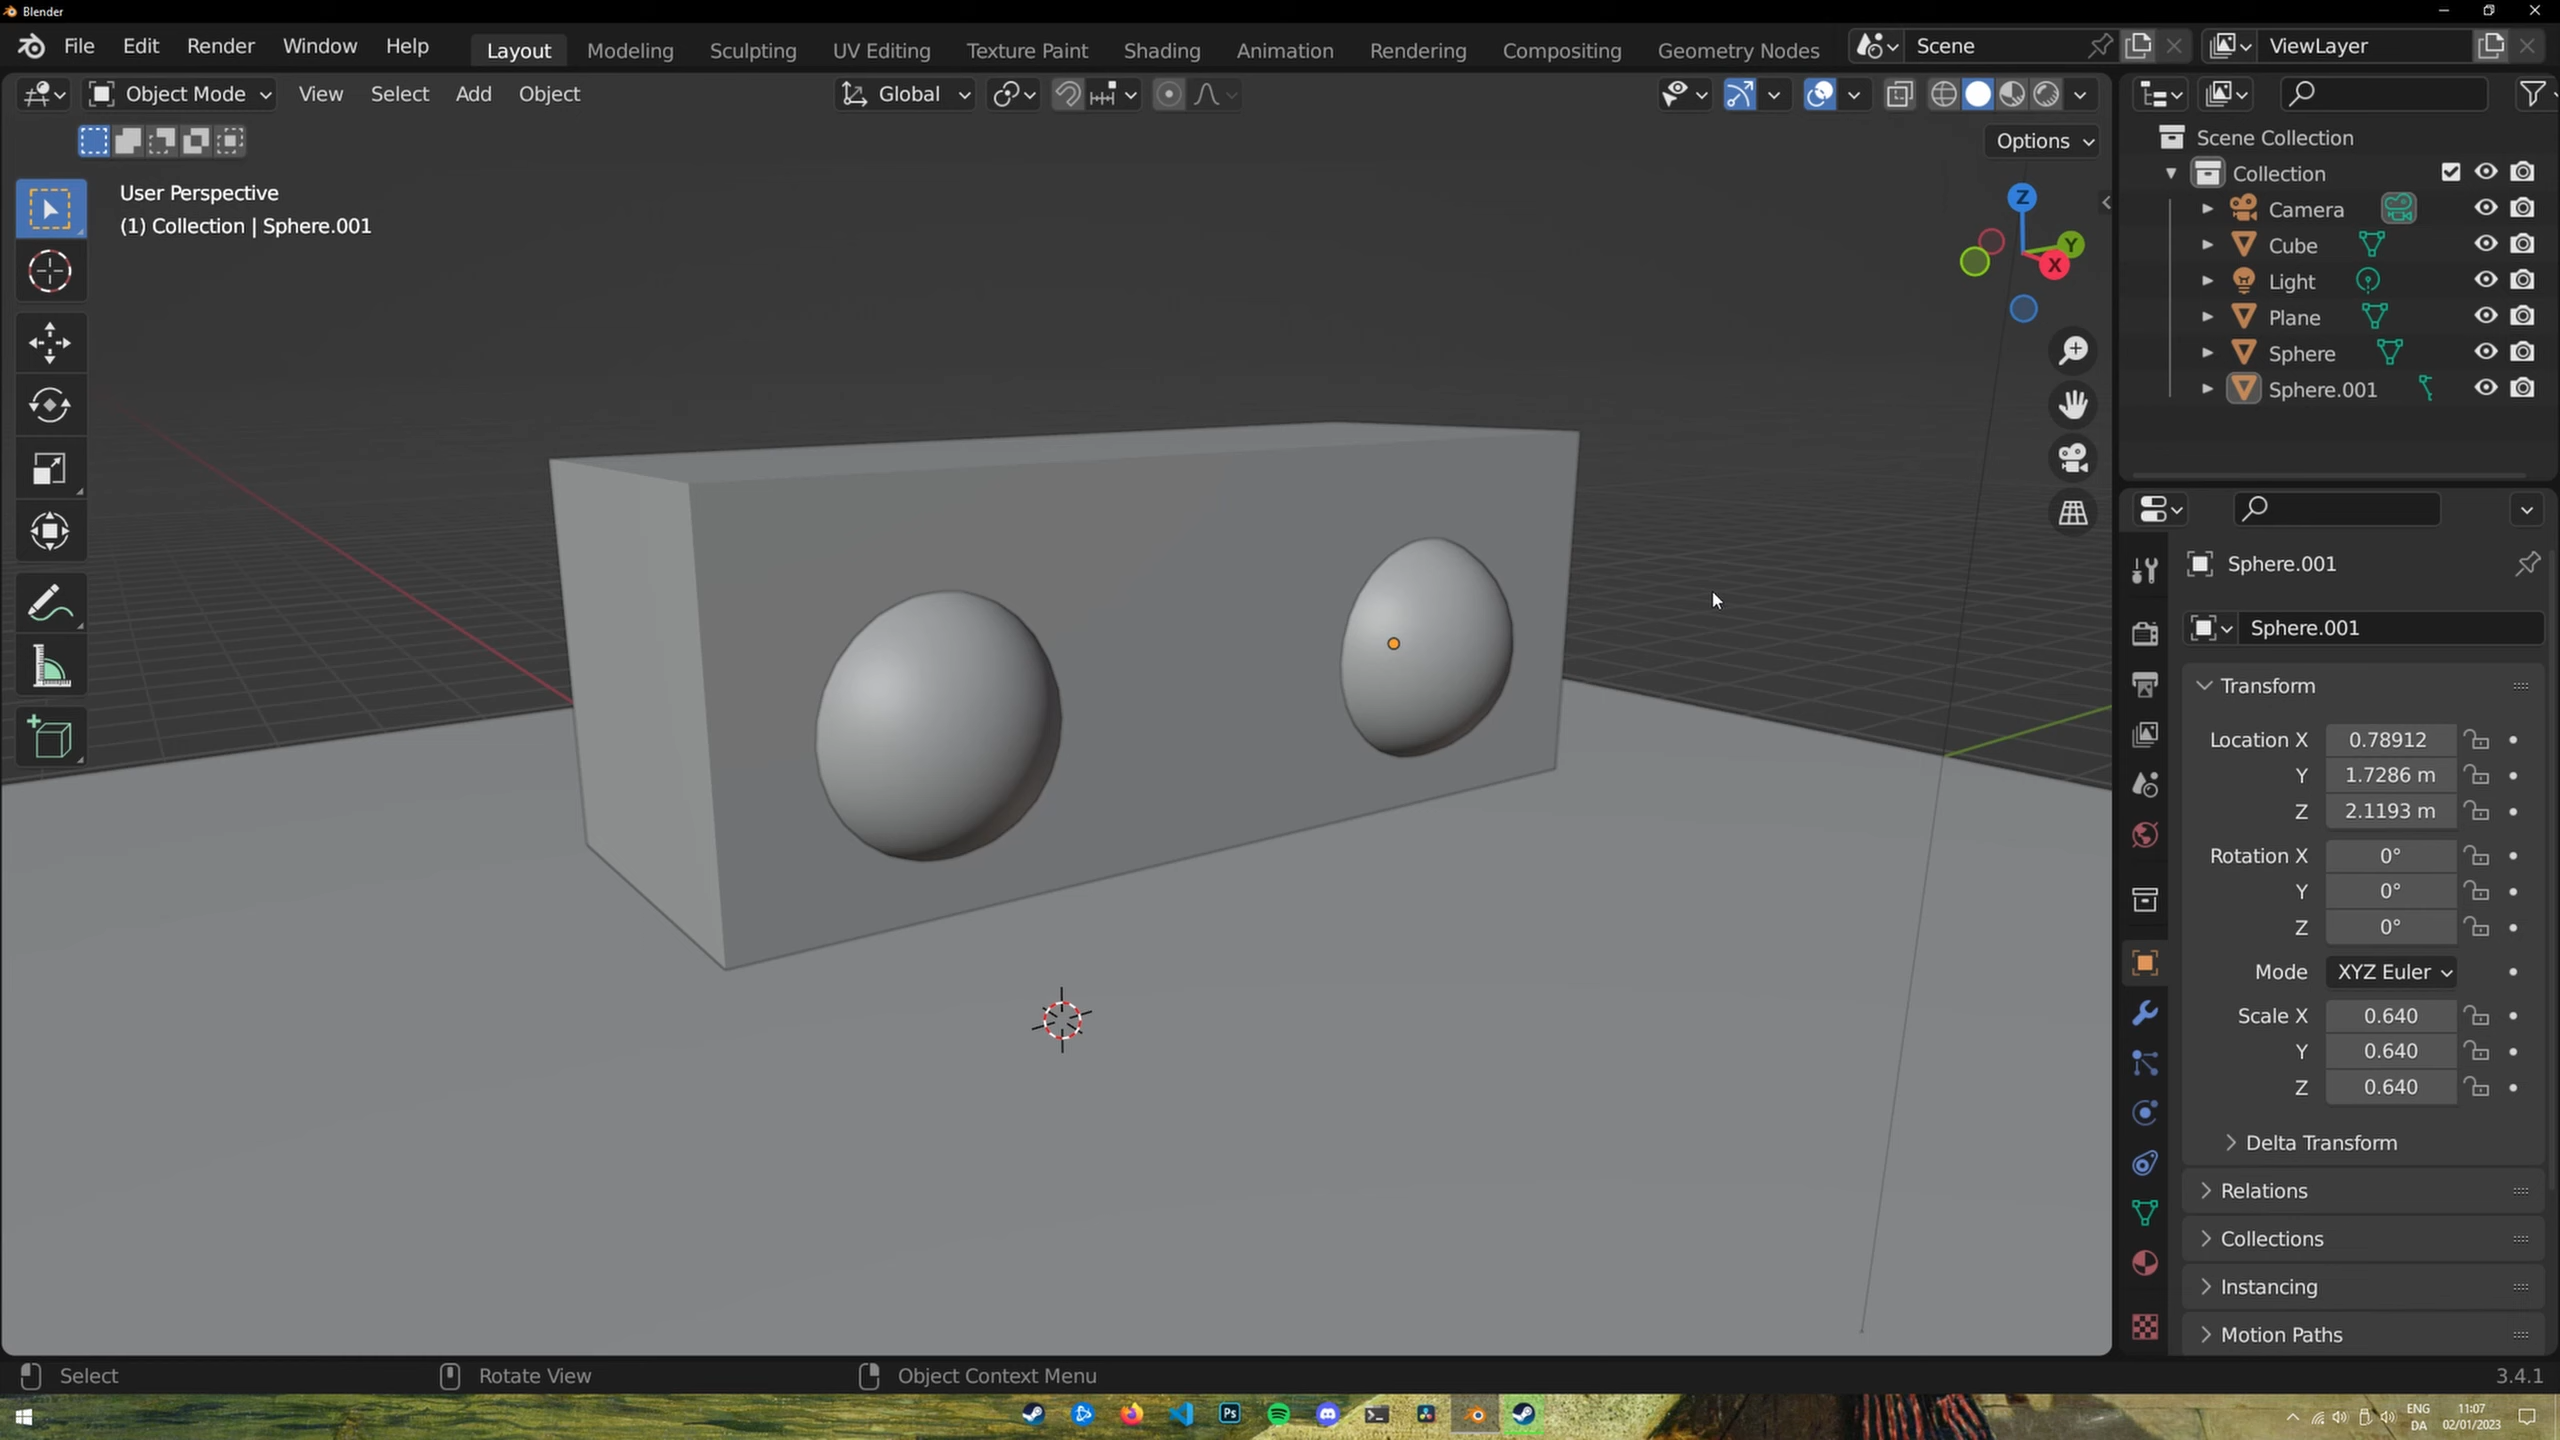 Blender
File Edit Render Window Help Layout Modeling Sculpting UV Editing Texture Paint Shading Animation Rendering Compositing Geometry Nodes Scene ViewLayer
Object Mode View Select Add Object Global
Options
User Perspective
(1) Collection | Sphere.001
Z
Y
X
Scene Collection
Collection
Camera
Cube
Light
Plane
Sphere
Sphere.001
Sphere.001
Sphere.001
Transform
Location X 0.78912
Y 1.7286 m
Z 2.1193 m
Rotation X 0°
Y 0°
Z 0°
Mode XYZ Euler
Scale X 0.640
Y 0.640
Z 0.640
Delta Transform
Relations
Collections
Instancing
Motion Paths
Select Rotate View Object Context Menu 3.4.1
Ps
ENG
DA
11:07
02/01/2023